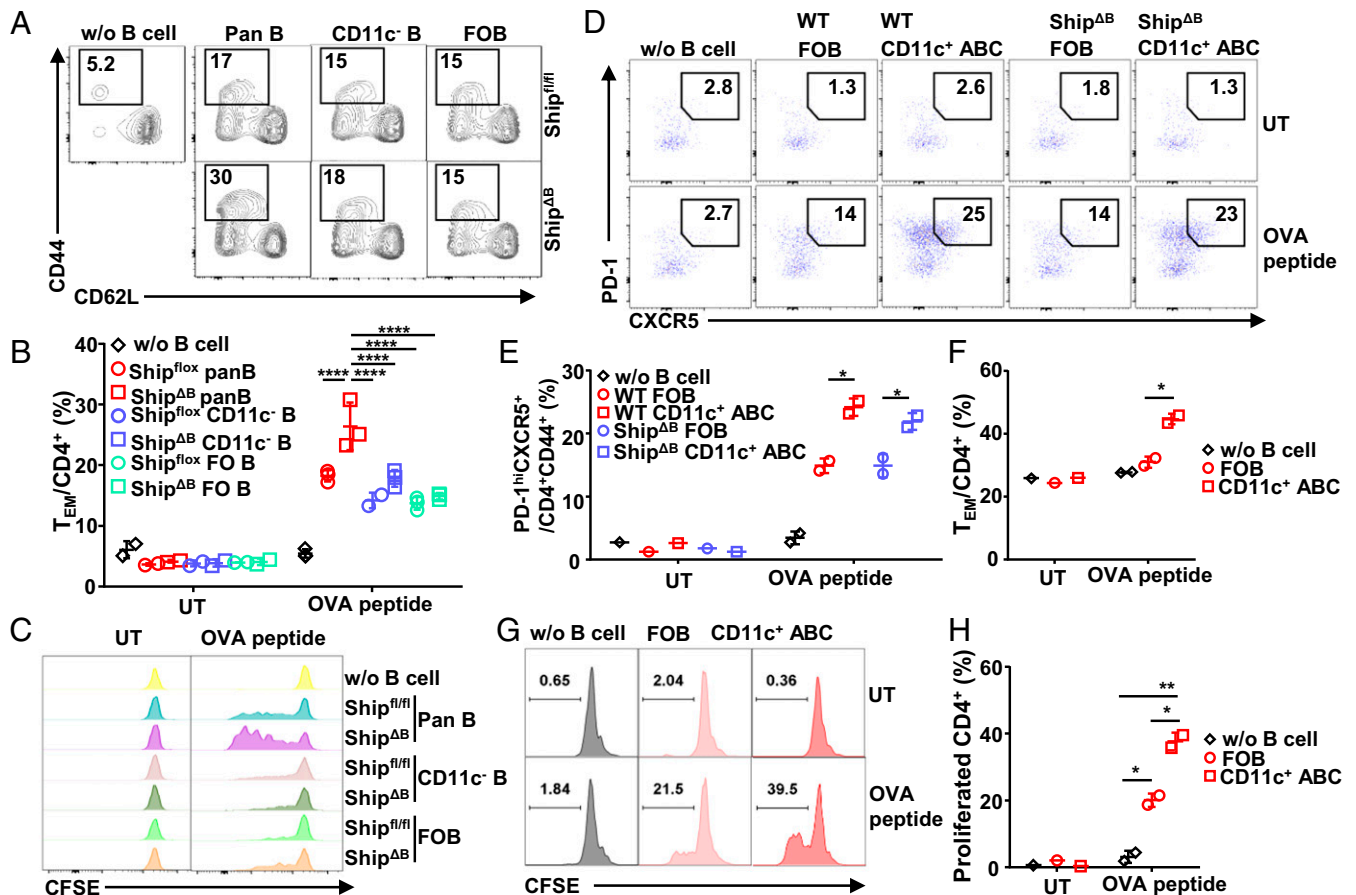 A
w/o B cell
Pan B
CD11c⁻ B
FOB
5.2
17
15
15
Ship^fl/fl
30
18
15
Ship^ΔB
CD44
CD62L
B
T_EM/CD4⁺ (%)
40
30
20
10
0
w/o B cell
Ship^flox panB
Ship^ΔB panB
Ship^flox CD11c⁻ B
Ship^ΔB CD11c⁻ B
Ship^flox FO B
Ship^ΔB FO B
****
****
****
**** ****
UT
OVA peptide
C
UT
OVA peptide
w/o B cell
Ship^fl/fl
Pan B
Ship^ΔB
Ship^fl/fl
CD11c⁻ B
Ship^ΔB
Ship^fl/fl
FOB
Ship^ΔB
CFSE
D
w/o B cell
WT
FOB
WT
CD11c⁺ ABC
Ship^ΔB
FOB
Ship^ΔB
CD11c⁺ ABC
2.8
1.3
2.6
1.8
1.3
UT
2.7
14
25
14
23
OVA
peptide
PD-1
CXCR5
E
PD-1^hiCXCR5⁺
/CD4⁺CD44⁺ (%)
30
20
10
0
w/o B cell
WT FOB
WT CD11c⁺ ABC
Ship^ΔB FOB
Ship^ΔB CD11c⁺ ABC
*
*
UT
OVA peptide
F
T_EM/CD4⁺ (%)
60
40
20
0
*
w/o B cell
FOB
CD11c⁺ ABC
UT
OVA peptide
G
w/o B cell
FOB
CD11c⁺ ABC
0.65
2.04
0.36
UT
1.84
21.5
39.5
OVA
peptide
CFSE
H
Proliferated CD4⁺ (%)
60
40
20
0
**
*
*
w/o B cell
FOB
CD11c⁺ ABC
UT
OVA peptide